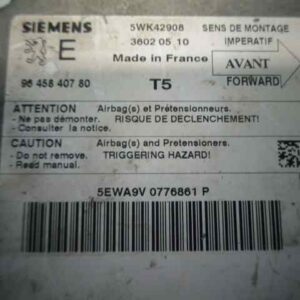 SIEMENS 5WK42908 SENS DE MONTAGE
E 3602 05 10 IMPERATIF
Made in France AVANT
96 458 407 80 T5 FORWARD
ATTENTION Airbag(s) et Prétensionneurs.
- Ne pas démonter. RISQUE DE DECLENCHEMENT!
- Consulter la notice.
CAUTION Airbag(s) and Pretensioners.
- Do not remove. TRIGGERING HAZARD!
- Read manual.
5EWA9V 0776861 P